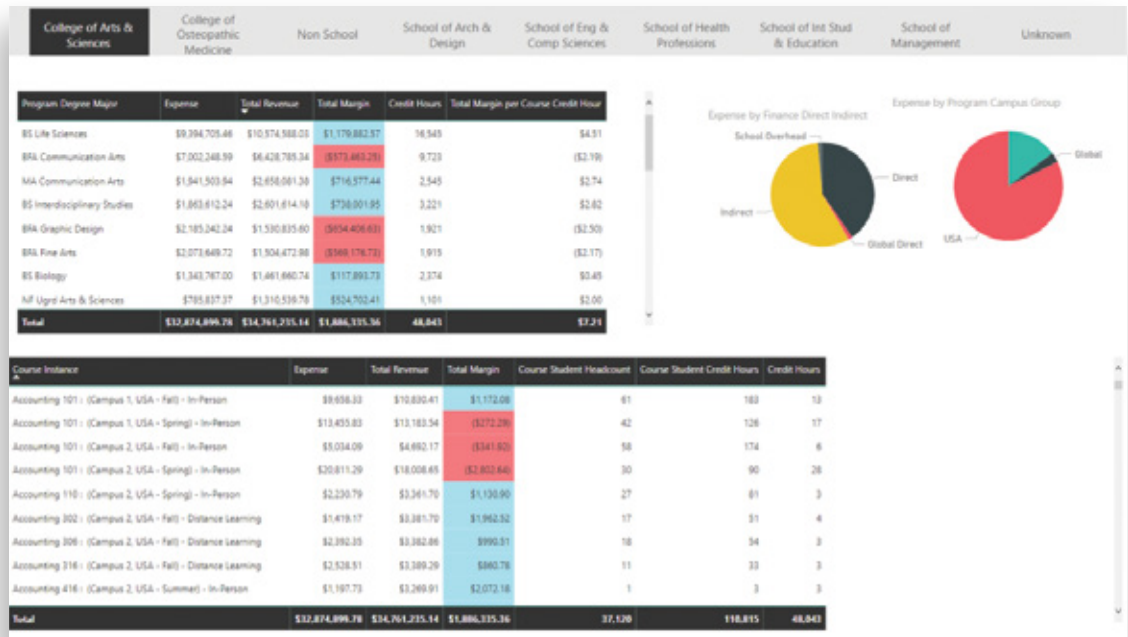 College of Arts & Sciences
College of Osteopathic Medicine
Non School
School of Arch & Design
School of Eng & Comp Sciences
School of Health Professions
School of Int Stud & Education
School of Management
Unknown
Program Degree Major Expense Total Revenue Total Margin Credit Hours Total Margin per Course Credit Hour
BS Life Sciences $9,394,705.46 $10,574,588.03 $1,179,882.57 16,545 $4.51
BFA Communication Arts $7,002,248.59 $6,428,785.34 ($573,463.25) 9,723 ($2.19)
MA Communication Arts $1,941,503.94 $2,658,081.38 $716,577.44 2,545 $2.74
BS Interdisciplinary Studies $1,863,612.24 $2,601,614.18 $738,001.95 3,221 $2.82
BFA Graphic Design $2,185,242.24 $1,530,835.60 ($654,406.63) 1,921 ($2.50)
BFA Fine Arts $2,073,649.72 $1,504,472.98 ($569,176.73) 1,915 ($2.17)
BS Biology $1,343,767.00 $1,461,660.74 $117,893.73 2,374 $0.45
NF Ugrd Arts & Sciences $785,837.37 $1,310,539.78 $524,702.41 1,101 $2.00
Total $32,874,899.78 $34,761,235.14 $1,886,335.36 48,043 $7.21
Expense by Finance Direct Indirect
School Overhead
Direct
Indirect
Global Direct
Expense by Program Campus Group
Global
USA
Course Instance Expense Total Revenue Total Margin Course Student Headcount Course Student Credit Hours Credit Hours
Accounting 101 : (Campus 1, USA - Fall) - In-Person $9,658.33 $10,830.41 $1,172.08 61 183 13
Accounting 101 : (Campus 1, USA - Spring) - In-Person $13,455.83 $13,183.54 ($272.29) 42 126 17
Accounting 101 : (Campus 2, USA - Fall) - In-Person $5,034.09 $4,692.17 ($341.92) 58 174 6
Accounting 101 : (Campus 2, USA - Spring) - In-Person $20,811.29 $18,008.65 ($2,802.64) 30 90 28
Accounting 110 : (Campus 2, USA - Spring) - In-Person $2,230.79 $3,361.70 $1,130.90 27 81 3
Accounting 302 : (Campus 2, USA - Fall) - Distance Learning $1,419.17 $3,381.70 $1,962.52 17 51 4
Accounting 306 : (Campus 2, USA - Fall) - Distance Learning $2,392.35 $3,382.86 $990.51 18 54 3
Accounting 316 : (Campus 2, USA - Fall) - Distance Learning $2,528.51 $3,389.29 $860.78 11 33 3
Accounting 416 : (Campus 2, USA - Summer) - In-Person $1,197.73 $3,269.91 $2,072.18 1 3 3
Total $32,874,899.78 $34,761,235.14 $1,886,335.36 37,120 118,815 48,043